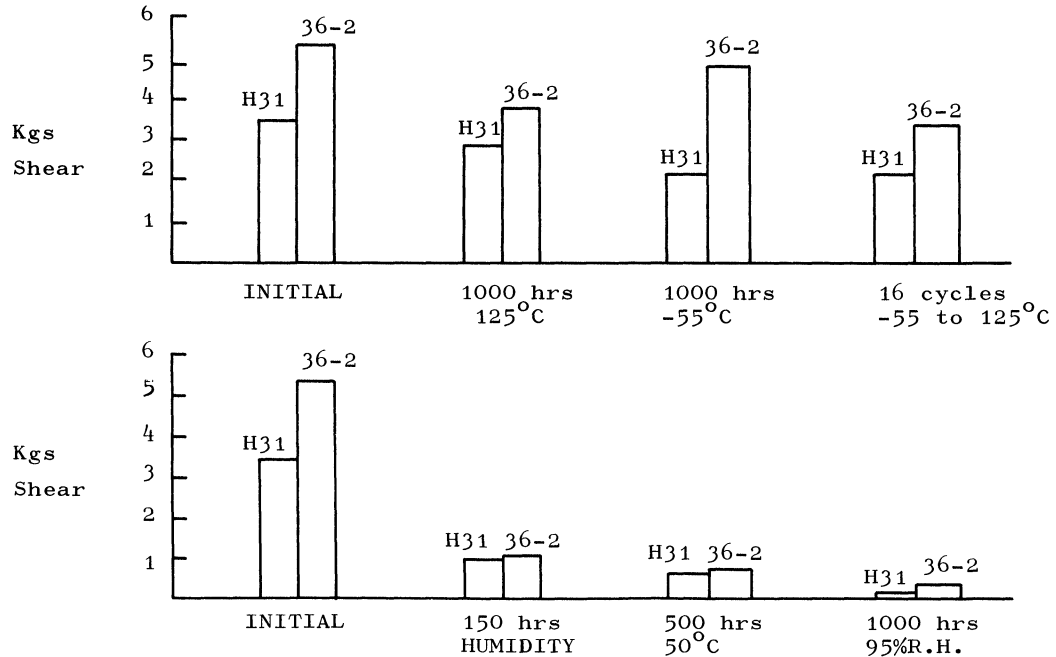 6
36-2
36-2
5
4
36-2
36-2
H31
Kgs
Shear
3
H31
H31
H31
2
1
INITIAL
1000 hrs
125°C
1000 hrs
-55°C
16 cycles
-55 to 125°C
6
36-2
5
4
H31
Kgs
Shear
3
2
H31 36-2
H31 36-2
H31 36-2
1
INITIAL
150 hrs
HUMIDITY
500 hrs
50°C
1000 hrs
95%R.H.